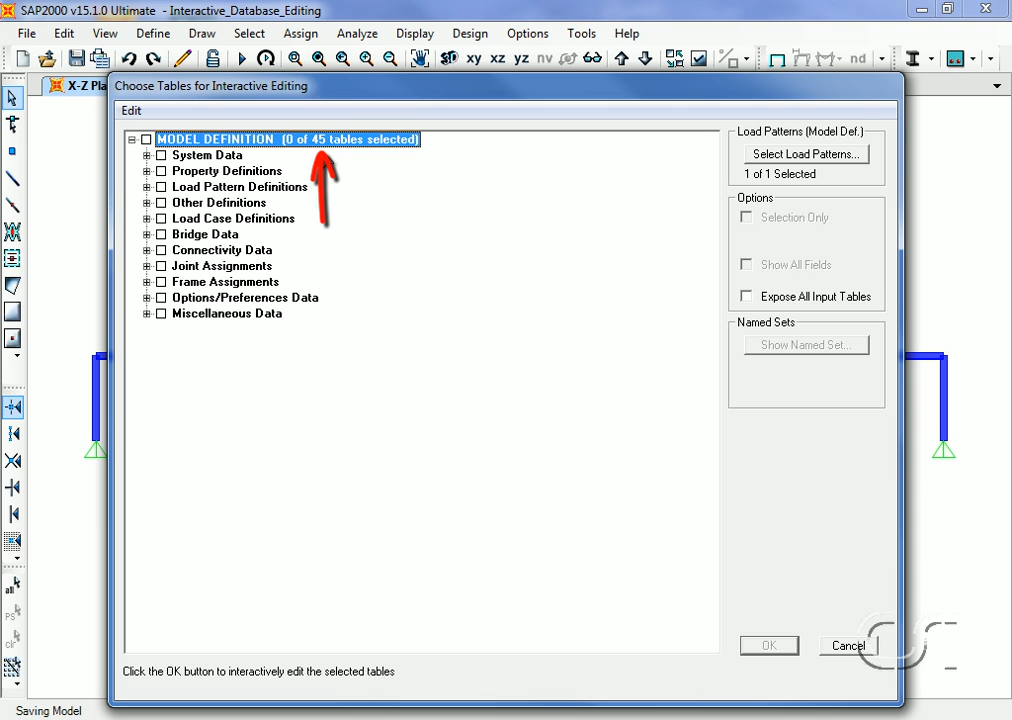 SAP2000 v15.1.0 Ultimate - Interactive_Database_Editing
File Edit View Define Draw Select Assign Analyze Display Design Options Tools Help
xy xz yz nv nd
X-Z Pla
Choose Tables for Interactive Editing
Edit
MODEL DEFINITION (0 of 45 tables selected)
System Data
Property Definitions
Load Pattern Definitions
Other Definitions
Load Case Definitions
Bridge Data
Connectivity Data
Joint Assignments
Frame Assignments
Options/Preferences Data
Miscellaneous Data
Load Patterns (Model Def.)
Select Load Patterns...
1 of 1 Selected
Options
Selection Only
Show All Fields
Expose All Input Tables
Named Sets
Show Named Set...
OK Cancel
Click the OK button to interactively edit the selected tables
all
PS
clr
Saving Model